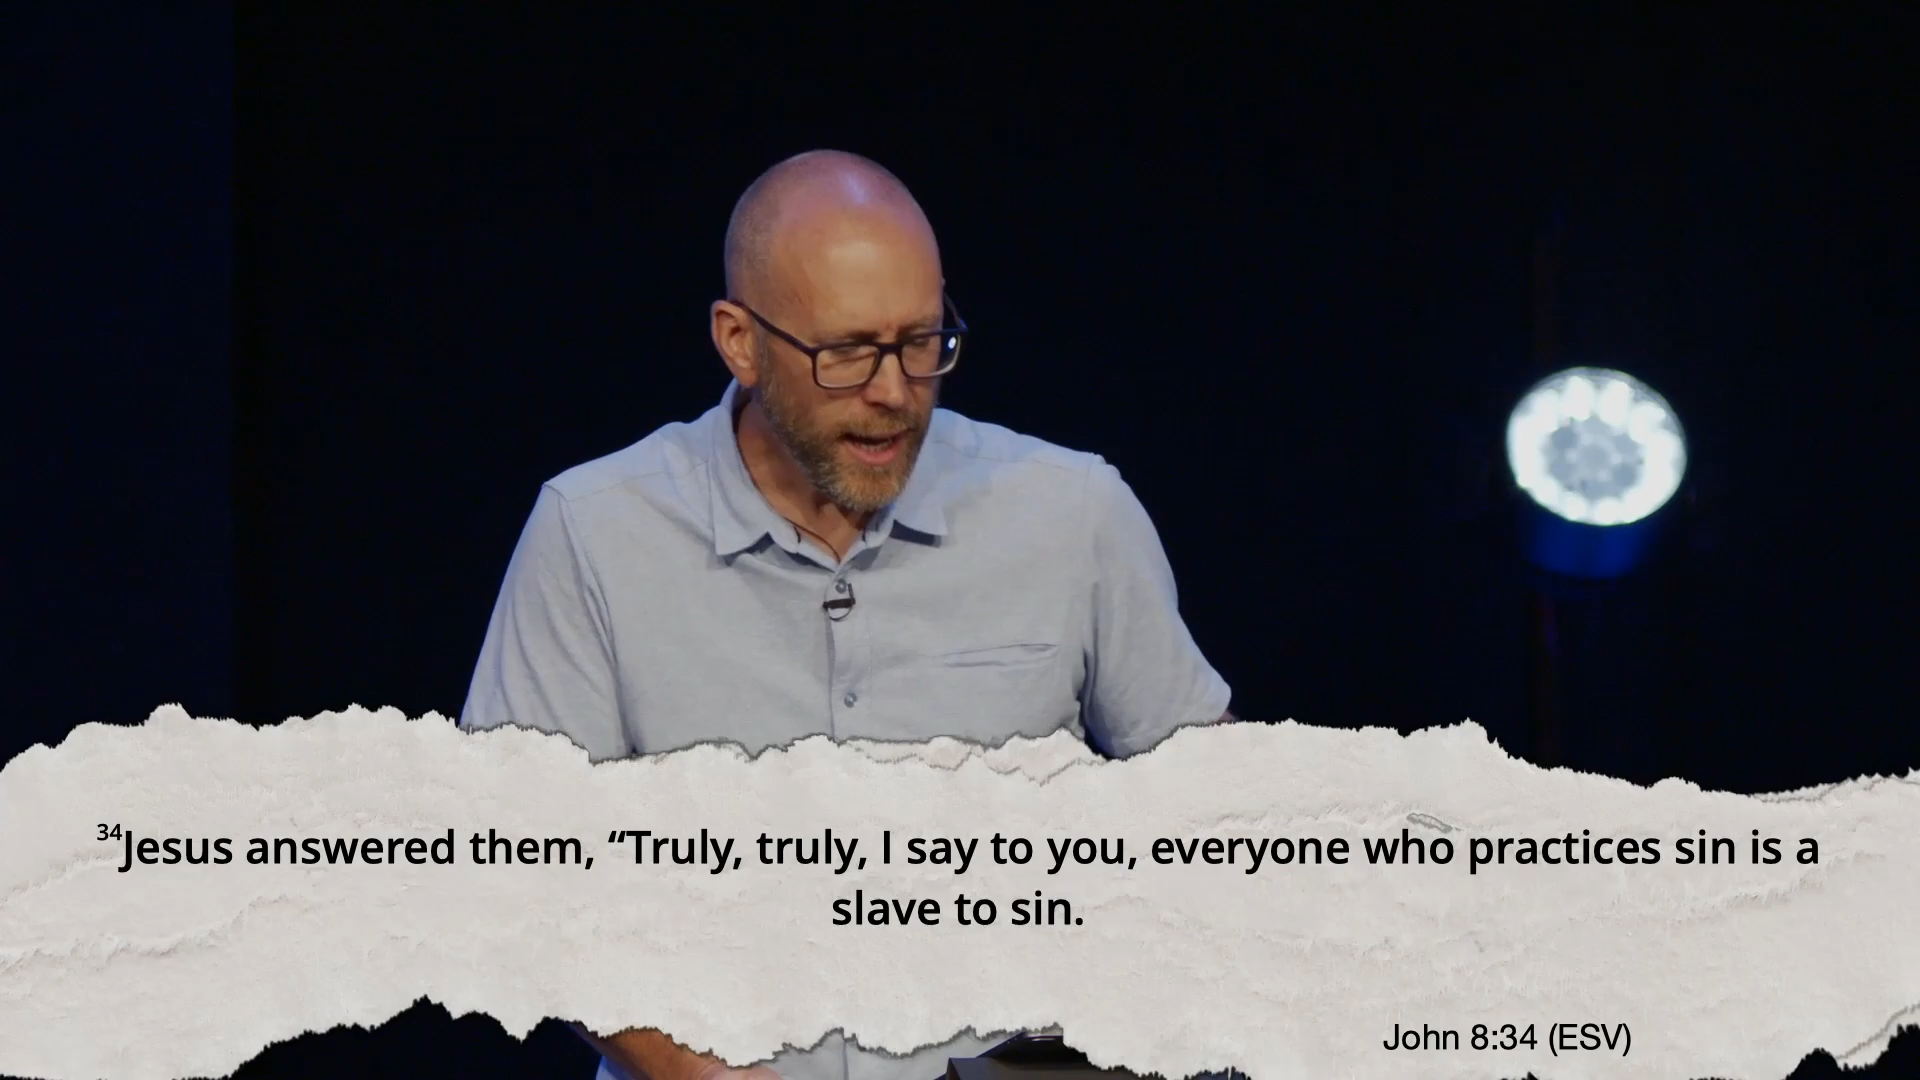 34Jesus answered them, “Truly, truly, I say to you, everyone who practices sin is a
slave to sin.
John 8:34 (ESV)